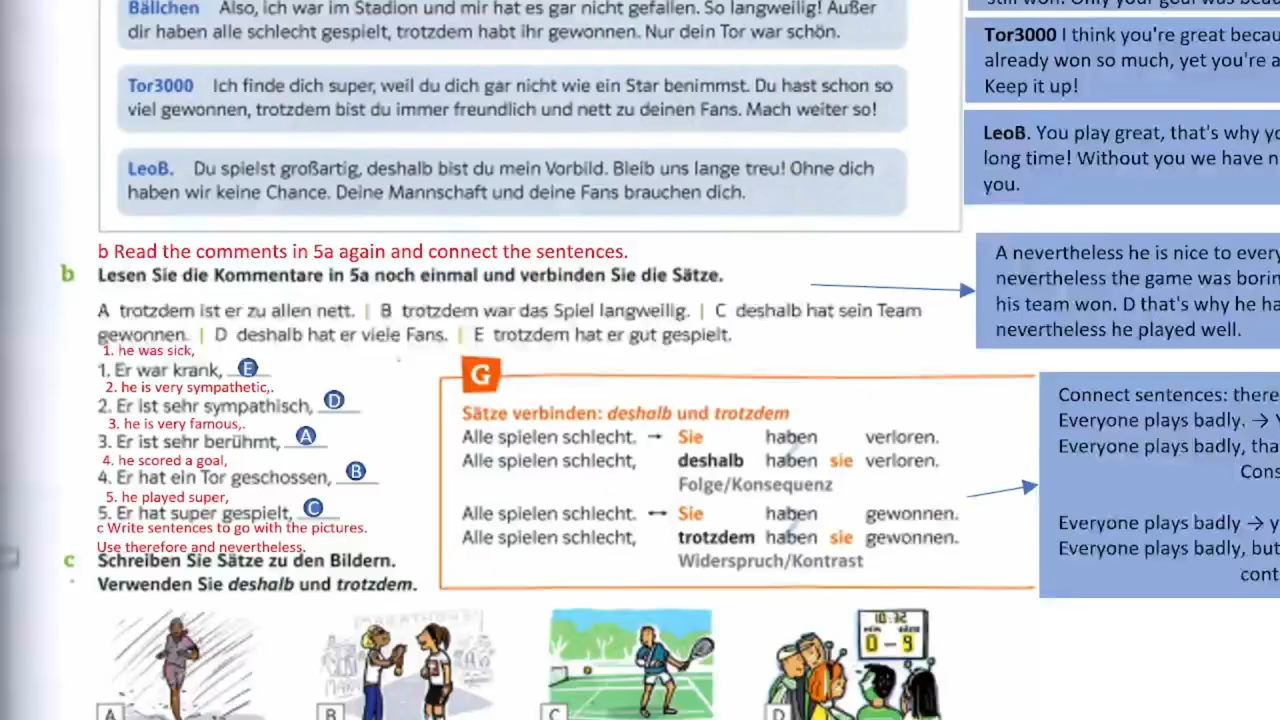 Bällchen Also, ich war im Stadion und mir hat es gar nicht gefallen. So langweilig! Außer
dir haben alle schlecht gespielt, trotzdem habt ihr gewonnen. Nur dein Tor war schön.
Tor3000 Ich finde dich super, weil du dich gar nicht wie ein Star benimmst. Du hast schon so
viel gewonnen, trotzdem bist du immer freundlich und nett zu deinen Fans. Mach weiter so!
LeoB. Du spielst großartig, deshalb bist du mein Vorbild. Bleib uns lange treu! Ohne dich
haben wir keine Chance. Deine Mannschaft und deine Fans brauchen dich.
still won. Only your goal was
Tor3000 I think you're great
already won so much, yet you're
Keep it up!
LeoB. You play great, that's why
long time! Without you we have
you.
b Read the comments in 5a again and connect the sentences.
b Lesen Sie die Kommentare in 5a noch einmal und verbinden Sie die Sätze.
A trotzdem ist er zu allen nett. | B trotzdem war das Spiel langweilig. | C deshalb hat sein Team
gewonnen. | D deshalb hat er viele Fans. | E trotzdem hat er gut gespielt.
A nevertheless he is nice to
nevertheless the game was
his team won. D that's why he
nevertheless he played well.
1. he was sick,
1. Er war krank, E
2. he is very sympathetic,.
2. Er ist sehr sympathisch, D
3. he is very famous,.
3. Er ist sehr berühmt, A
4. he scored a goal,
4. Er hat ein Tor geschossen, B
5. he played super,
5. Er hat super gespielt, C
c Write sentences to go with the pictures.
Use therefore and nevertheless.
c Schreiben Sie Sätze zu den Bildern.
Verwenden Sie deshalb und trotzdem.
G
Sätze verbinden: deshalb und trotzdem
Alle spielen schlecht. → Sie haben verloren.
Alle spielen schlecht, deshalb haben sie verloren.
Folge/Konsequenz
Alle spielen schlecht. ↔ Sie haben gewonnen.
Alle spielen schlecht, trotzdem haben sie gewonnen.
Widerspruch/Kontrast
Connect sentences:
Everyone plays badly. →
Everyone plays badly,
Everyone plays badly →
Everyone plays badly, but
A
B
C
D
0 - 9